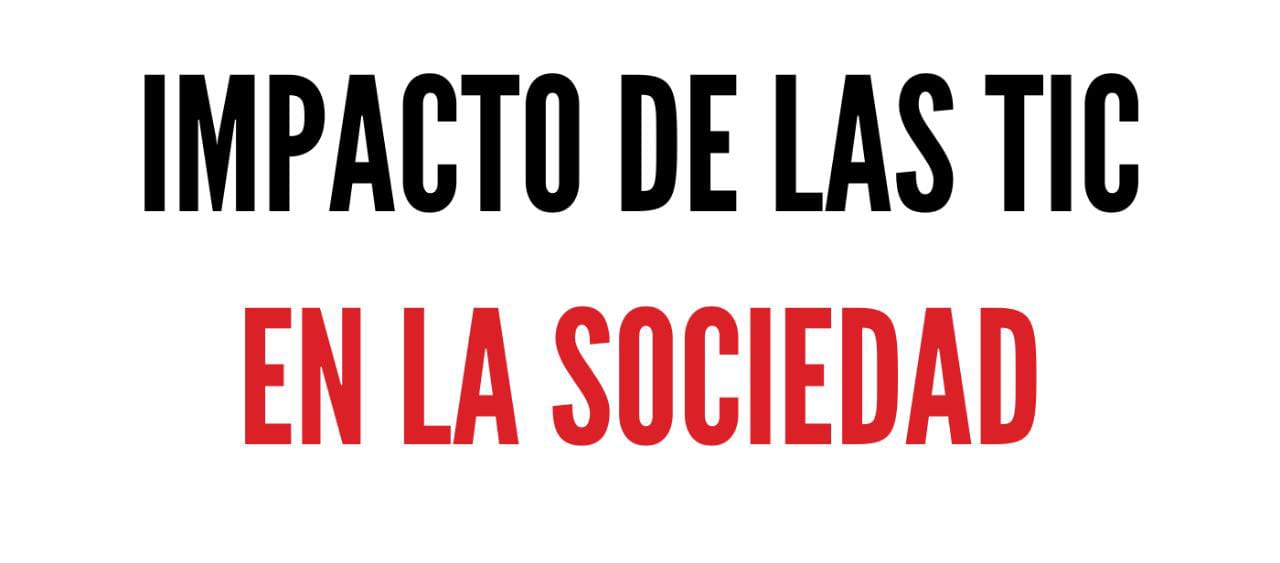 IMPACTO DE LAS TIC
EN LA SOCIEDAD